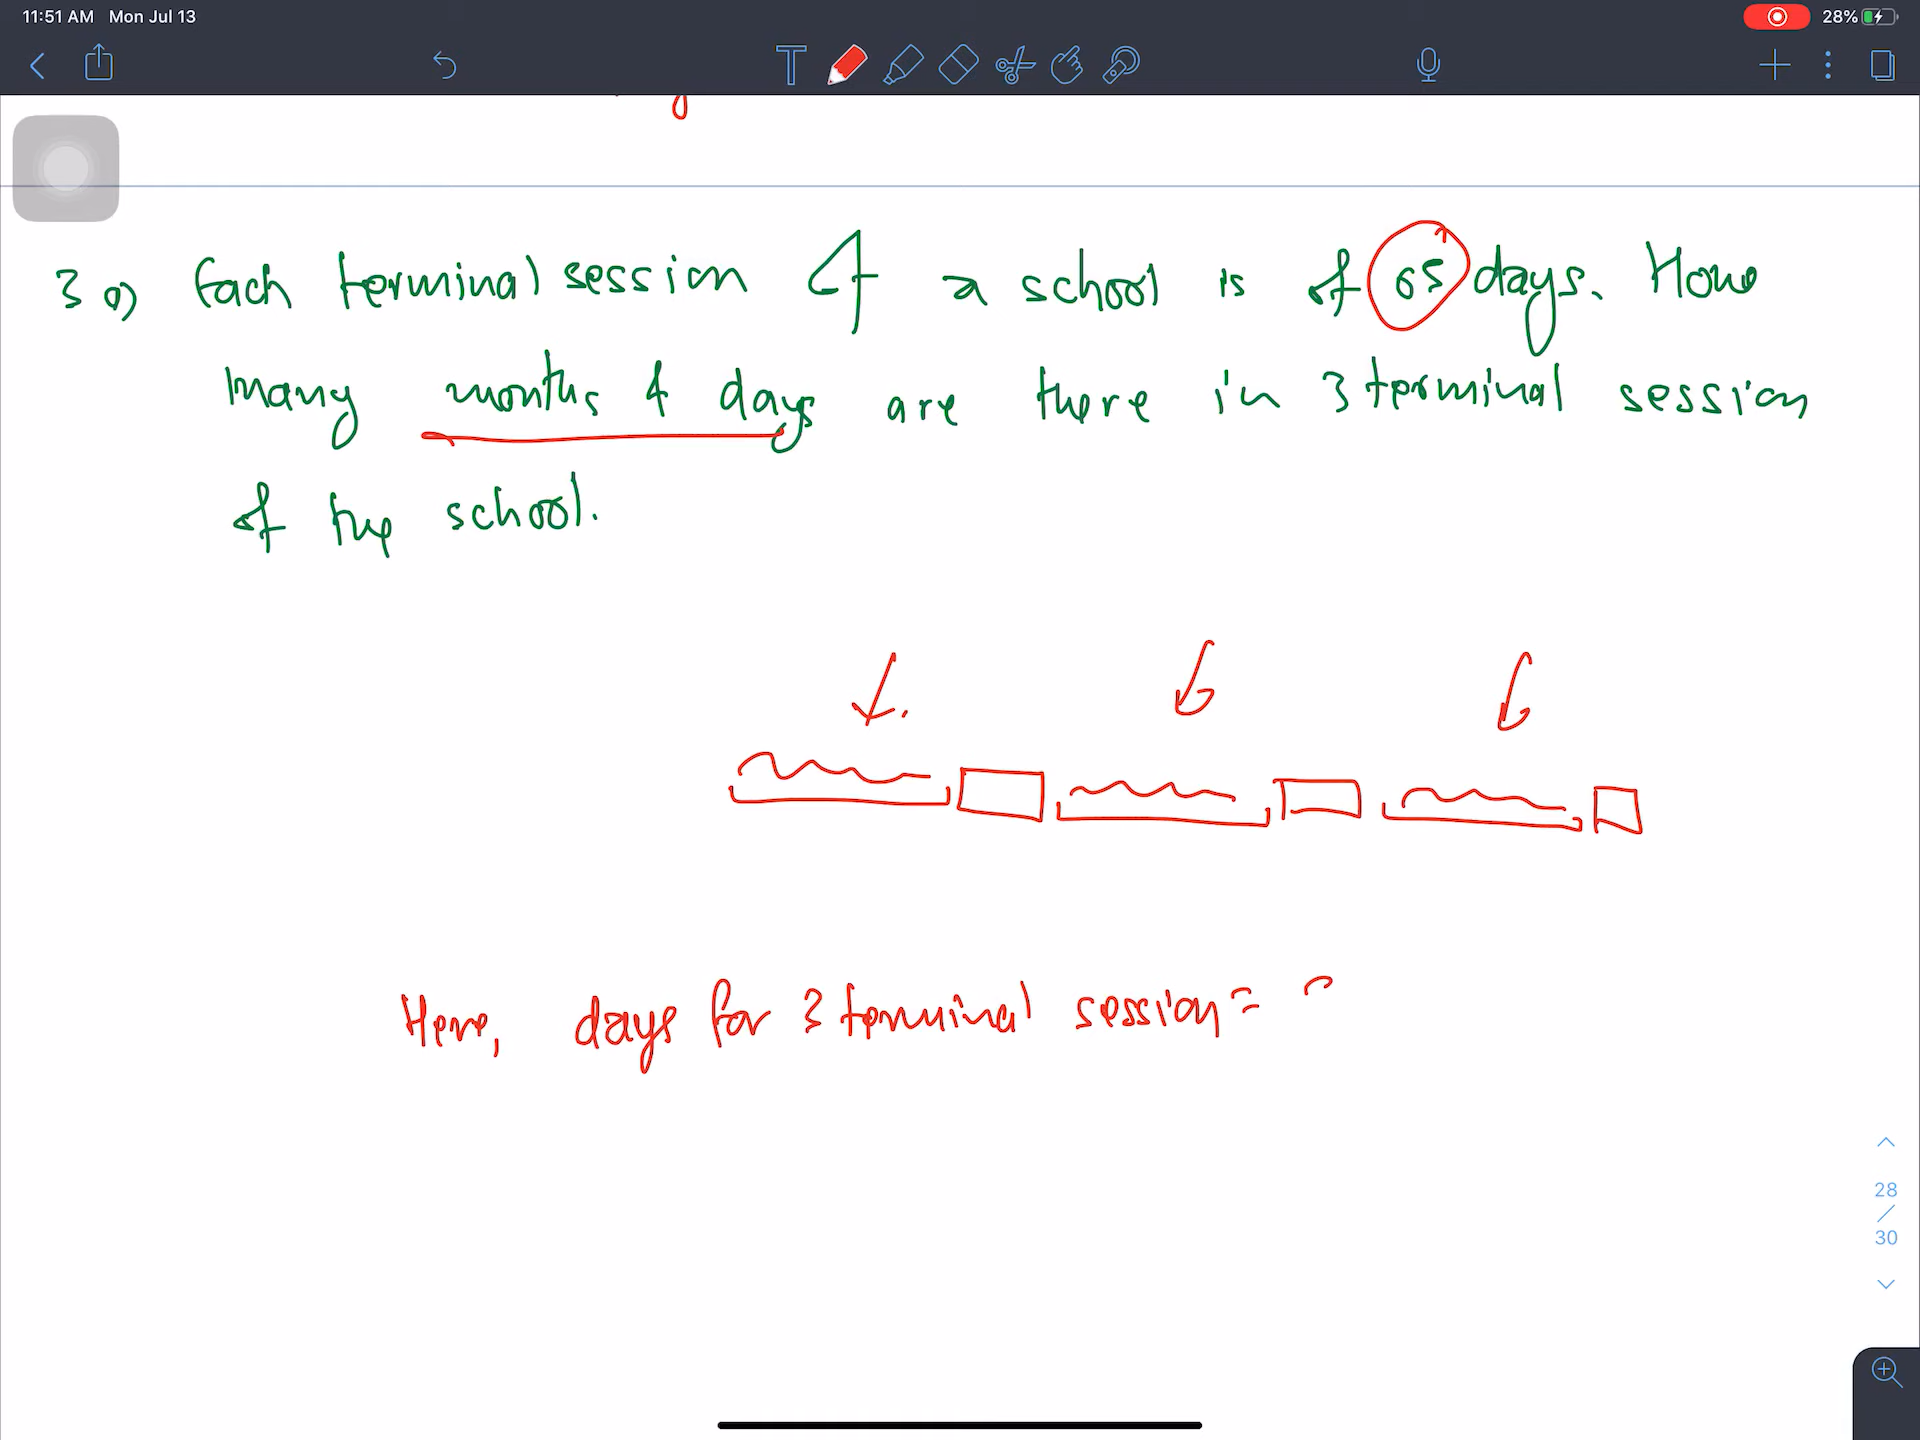 11:51 AM Mon Jul 13
28%
3 a) Each terminal session of a school is of 65 days. How
many months & days are there in 3 terminal session
of the school.
Here, days for 3 terminal session =
28
/
30